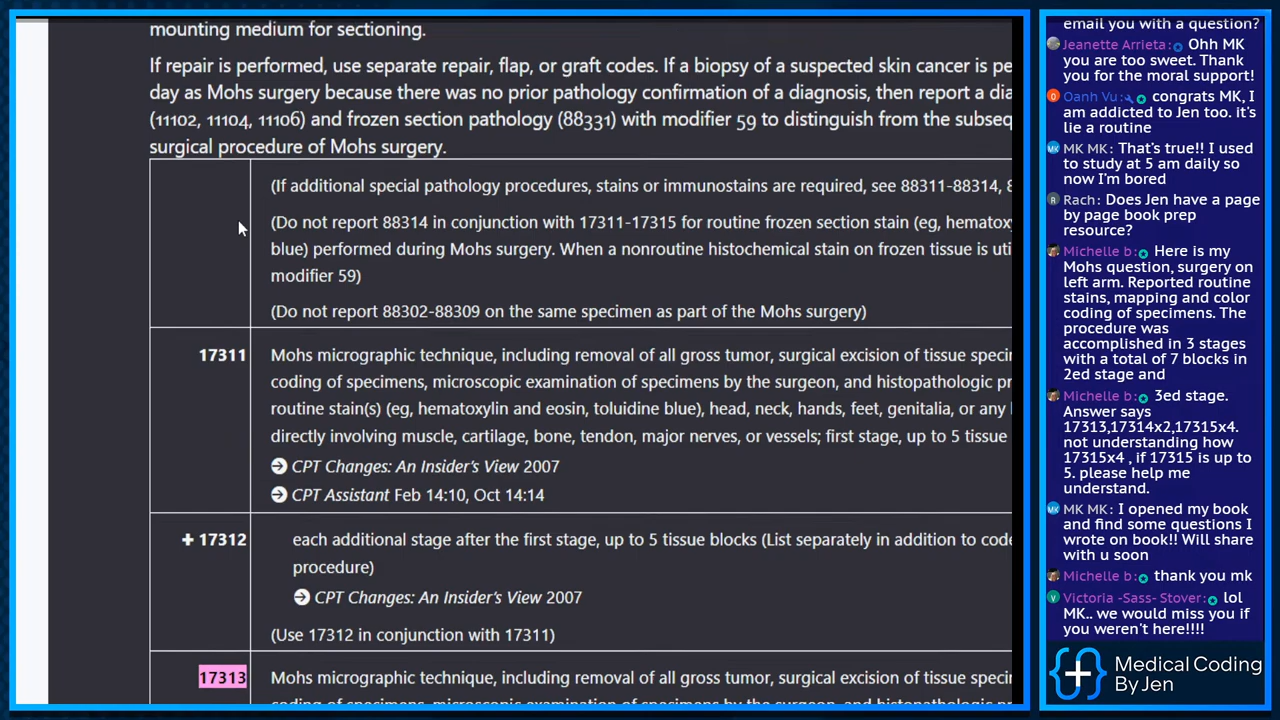 mounting medium for sectioning.
If repair is performed, use separate repair, flap, or graft codes. If a biopsy of a suspected skin cancer is pe
day as Mohs surgery because there was no prior pathology confirmation of a diagnosis, then report a dia
(11102, 11104, 11106) and frozen section pathology (88331) with modifier 59 to distinguish from the subseq
surgical procedure of Mohs surgery.
(If additional special pathology procedures, stains or immunostains are required, see 88311-88314, 8
(Do not report 88314 in conjunction with 17311-17315 for routine frozen section stain (eg, hematoxy
blue) performed during Mohs surgery. When a nonroutine histochemical stain on frozen tissue is uti
modifier 59)
(Do not report 88302-88309 on the same specimen as part of the Mohs surgery)
17311 Mohs micrographic technique, including removal of all gross tumor, surgical excision of tissue speci
coding of specimens, microscopic examination of specimens by the surgeon, and histopathologic pr
routine stain(s) (eg, hematoxylin and eosin, toluidine blue), head, neck, hands, feet, genitalia, or any
directly involving muscle, cartilage, bone, tendon, major nerves, or vessels; first stage, up to 5 tissue
CPT Changes: An Insider's View 2007
CPT Assistant Feb 14:10, Oct 14:14
+ 17312 each additional stage after the first stage, up to 5 tissue blocks (List separately in addition to code
procedure)
CPT Changes: An Insider's View 2007
(Use 17312 in conjunction with 17311)
17313 Mohs micrographic technique, including removal of all gross tumor, surgical excision of tissue speci
coding of specimens, microscopic examination of specimens by the surgeon, and histopathologic pr
email you with a question?
Jeanette Arrieta: Ohh MK
you are too sweet. Thank
you for the moral support!
Oanh Vu: congrats MK, I
am addicted to Jen too. it's
lie a routine
MK MK: That's true!! I used
to study at 5 am daily so
now I'm bored
Rach: Does Jen have a page
by page book prep
resource?
Michelle b: Here is my
Mohs question, surgery on
left arm. Reported routine
stains, mapping and color
coding of specimens. The
procedure was
accomplished in 3 stages
with a total of 7 blocks in
2ed stage and
Michelle b: 3ed stage.
Answer says
17313,17314x2,17315x4.
not understanding how
17315x4 , if 17315 is up to
5. please help me
understand.
MK MK: I opened my book
and find some questions I
wrote on book!! Will share
with u soon
Michelle b: thank you mk
Victoria -Sass- Stover: lol
MK.. we would miss you if
you weren't here!!!!
Medical Coding
By Jen